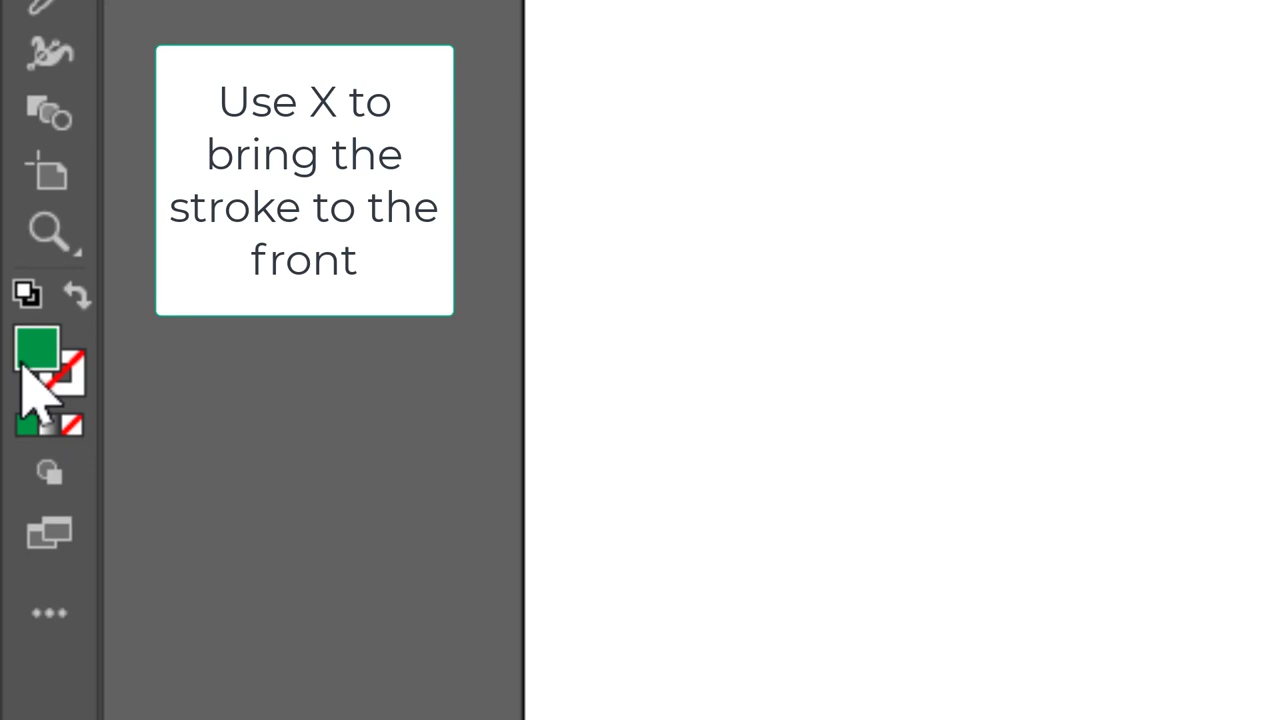 Use X to
bring the
stroke to the
front